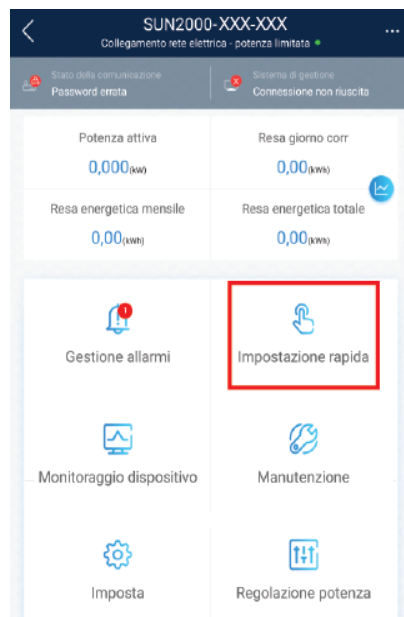 SUN2000-XXX-XXX
Collegamento rete elettrica - potenza limitata
...
Stato della comunicazione
Password errata
Sistema di gestione
Connessione non riuscita
Potenza attiva
0,000(kW)
Resa giorno corr
0,00(kWh)
Resa energetica mensile
0,00(kWh)
Resa energetica totale
0,00(kWh)
1
Gestione allarmi
Impostazione rapida
Monitoraggio dispositivo
Manutenzione
Imposta
Regolazione potenza